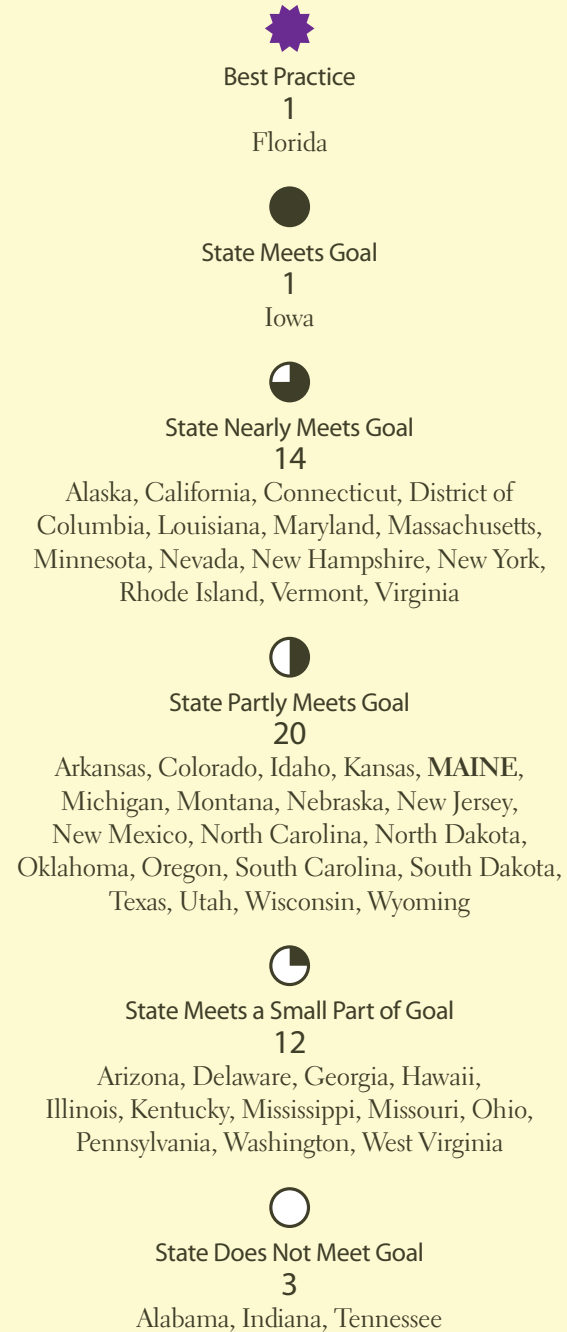 Best Practice
1
Florida
State Meets Goal
1
Iowa
State Nearly Meets Goal
14
Alaska, California, Connecticut, District of
Columbia, Louisiana, Maryland, Massachusetts,
Minnesota, Nevada, New Hampshire, New York,
Rhode Island, Vermont, Virginia
State Partly Meets Goal
20
Arkansas, Colorado, Idaho, Kansas, MAINE,
Michigan, Montana, Nebraska, New Jersey,
New Mexico, North Carolina, North Dakota,
Oklahoma, Oregon, South Carolina, South Dakota,
Texas, Utah, Wisconsin, Wyoming
State Meets a Small Part of Goal
12
Arizona, Delaware, Georgia, Hawaii,
Illinois, Kentucky, Mississippi, Missouri, Ohio,
Pennsylvania, Washington, West Virginia
State Does Not Meet Goal
3
Alabama, Indiana, Tennessee